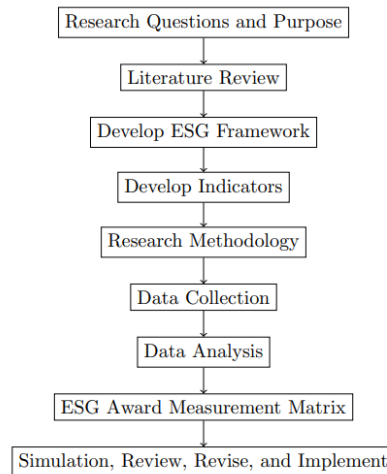 Research Questions and Purpose
Literature Review
Develop ESG Framework
Develop Indicators
Research Methodology
Data Collection
Data Analysis
ESG Award Measurement Matrix
Simulation, Review, Revise, and Implement